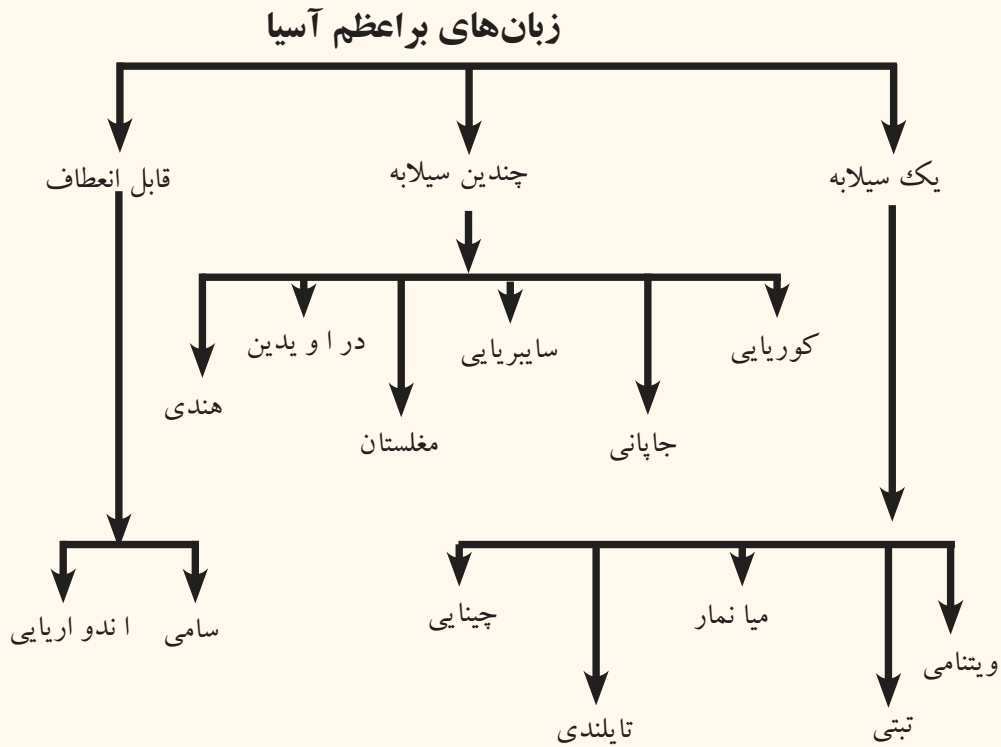 زبان‌های براعظم آسیا
یک سیلابه
چندین سیلابه
قابل انعطاف
کوریایی
جاپانی
سایبریایی
مغلستان
در ا و یدین
هندی
ویتنامی
تبتی
میا نمار
تایلندی
چینایی
سامی
ا ندو اریایی